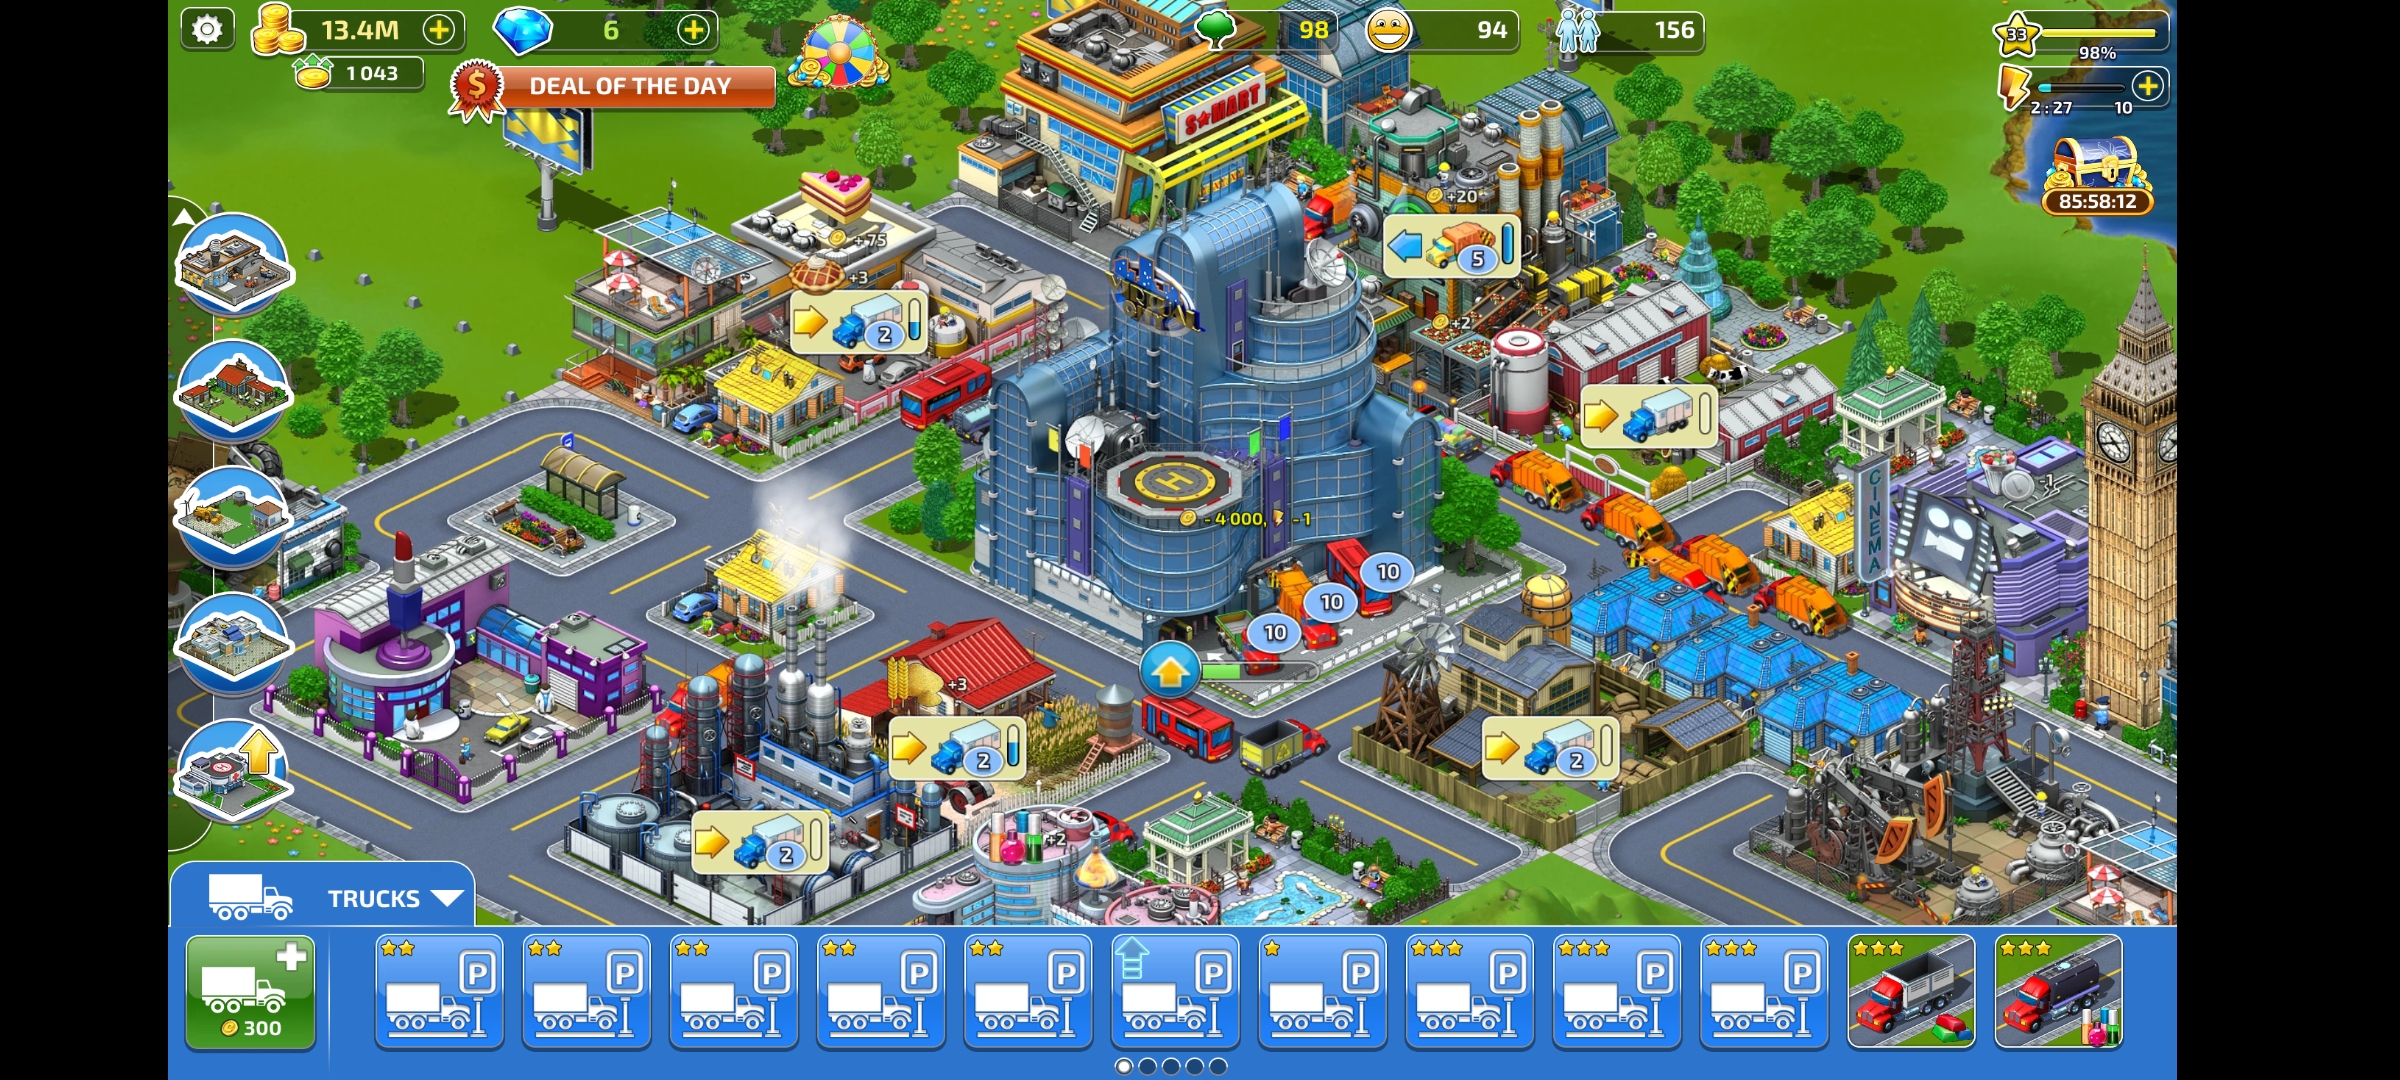 13.4M
6
98
94
156
33
98%
1 043
DEAL OF THE DAY
2 : 27
10
S★MART
85:58:12
+20
+75
5
+3
2
+2
CINEMA
-1
H
- 4 000, - 1
10
10
10
+3
2
2
2
+2
TRUCKS
300
P
P
P
P
P
P
P
P
P
P